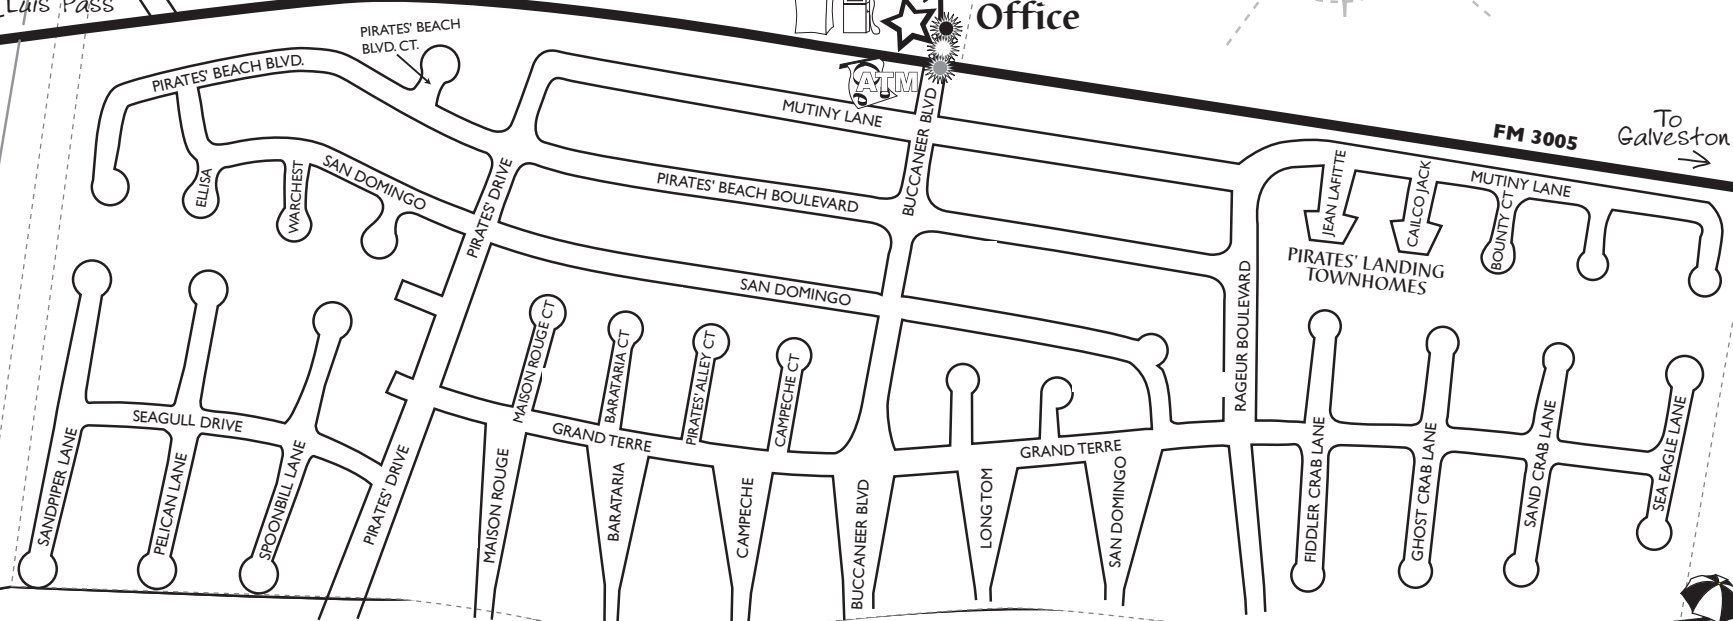 Luis Pass
Office
PIRATES' BEACH
BLVD. CT.
PIRATES' BEACH BLVD.
ATM
MUTINY LANE
BUCCANEER BLVD
FM 3005
To
Galveston
ELISA
WARCHEST
SAN DOMINGO
PIRATES' DRIVE
PIRATES' BEACH BOULEVARD
JEAN LAFITTE
CAILCO JACK
MUTINY LANE
BOUNTY CT
PIRATES' LANDING
TOWNHOMES
SAN DOMINGO
RAGEUR BOULEVARD
MAISON ROUGE CT
BARATARIA CT
PIRATES' ALLEY CT
CAMPECHE CT
SEAGULL DRIVE
GRAND TERRE
GRAND TERRE
SANDPIPER LANE
PELICAN LANE
SPOONBILL LANE
PIRATES' DRIVE
MAISON ROUGE
BARATARIA
CAMPECHE
BUCCANEER BLVD
LONG TOM
SAN DOMINGO
FIDDLER CRAB LANE
GHOST CRAB LANE
SAND CRAB LANE
SEA EAGLE LANE